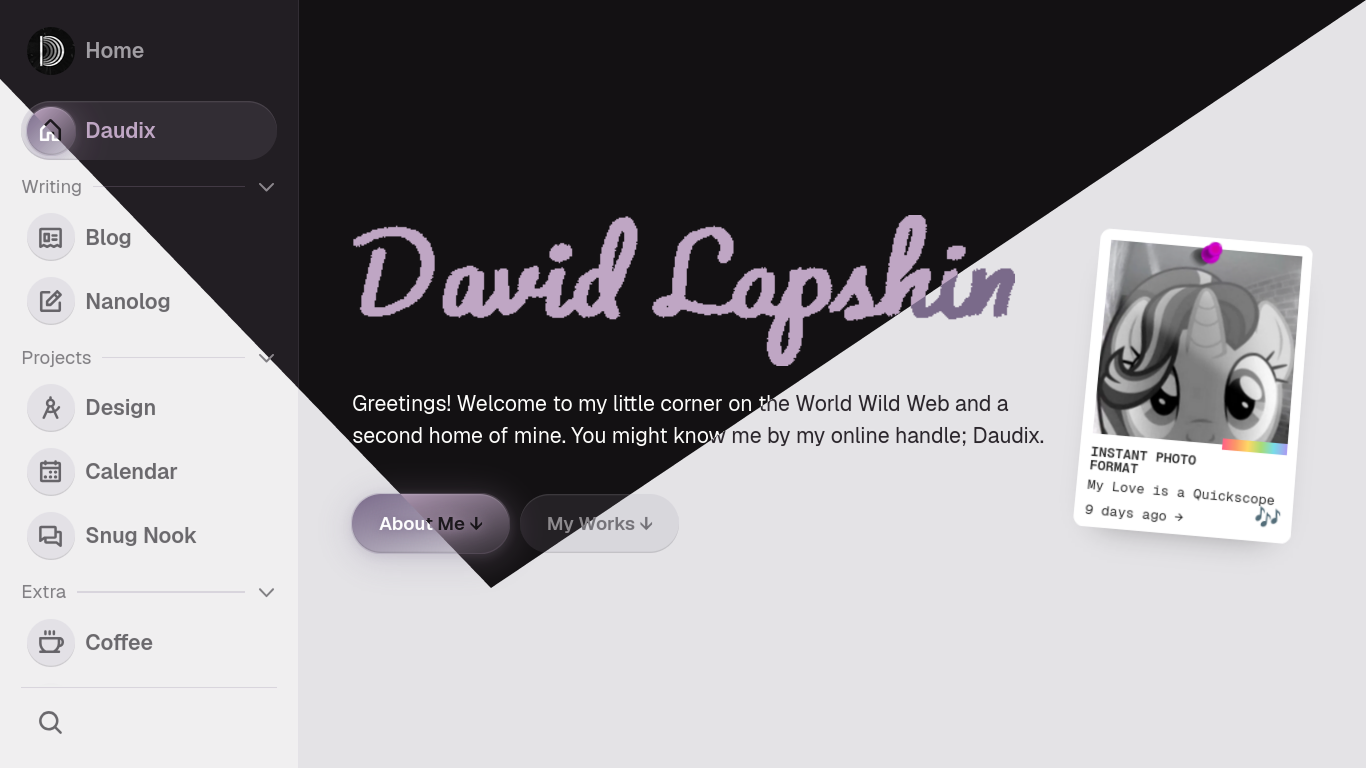 Home
Daudix
Writing
Blog
Nanolog
Projects
Design
Calendar
Snug Nook
Extra
Coffee
David Lapshin
Greetings! Welcome to my little corner on the World Wild Web and a
second home of mine. You might know me by my online handle; Daudix.
About Me ↓
My Works ↓
INSTANT PHOTO
FORMAT
My Love is a Quickscope
9 days ago →